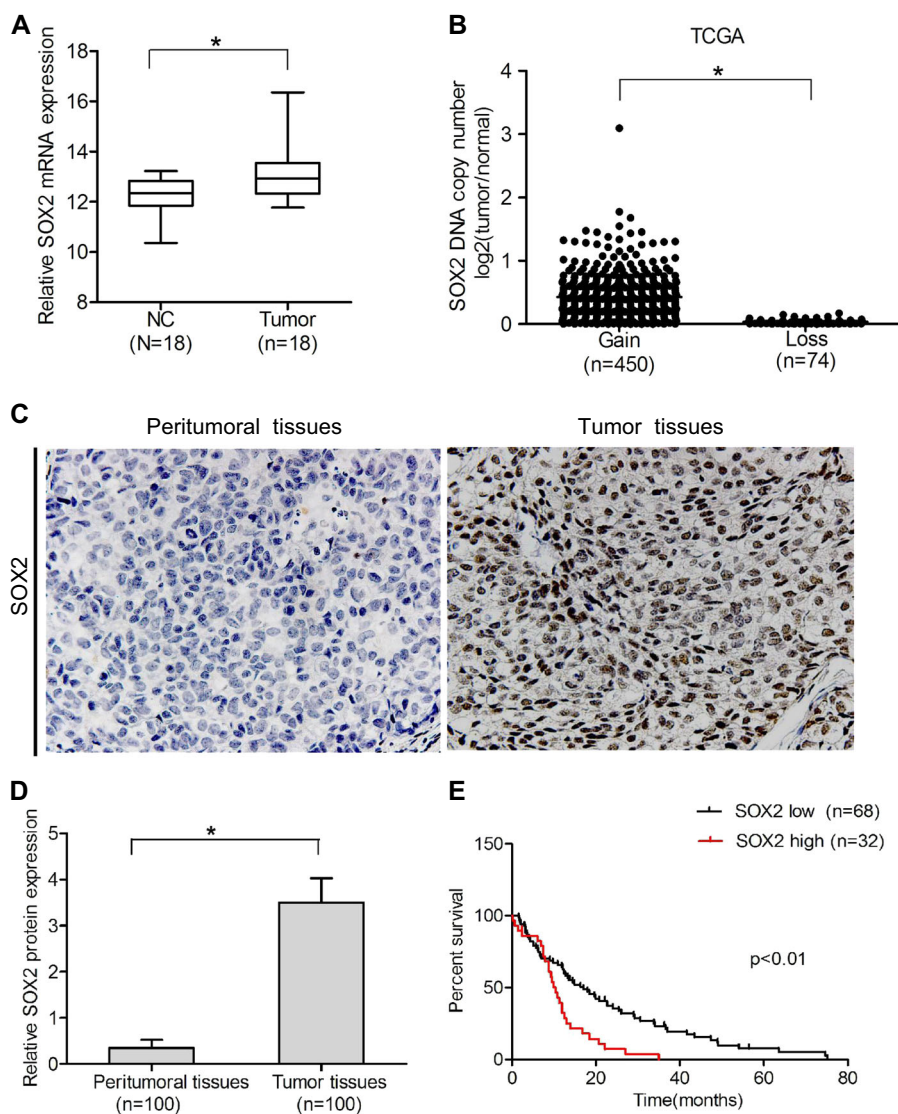 A
Relative SOX2 mRNA expression
18
16
14
12
10
8
*
NC
(N=18)
Tumor
(n=18)
B
TCGA
SOX2 DNA copy number
log2(tumor/normal)
4
3
2
1
0
*
Gain
(n=450)
Loss
(n=74)
C
Peritumoral tissues
Tumor tissues
SOX2
D
Relative SOX2 protein expression
5
4
3
2
1
0
*
Peritumoral tissues
(n=100)
Tumor tissues
(n=100)
E
SOX2 low (n=68)
SOX2 high (n=32)
Percent survival
150
100
50
0
p<0.01
0
20
40
60
80
Time(months)